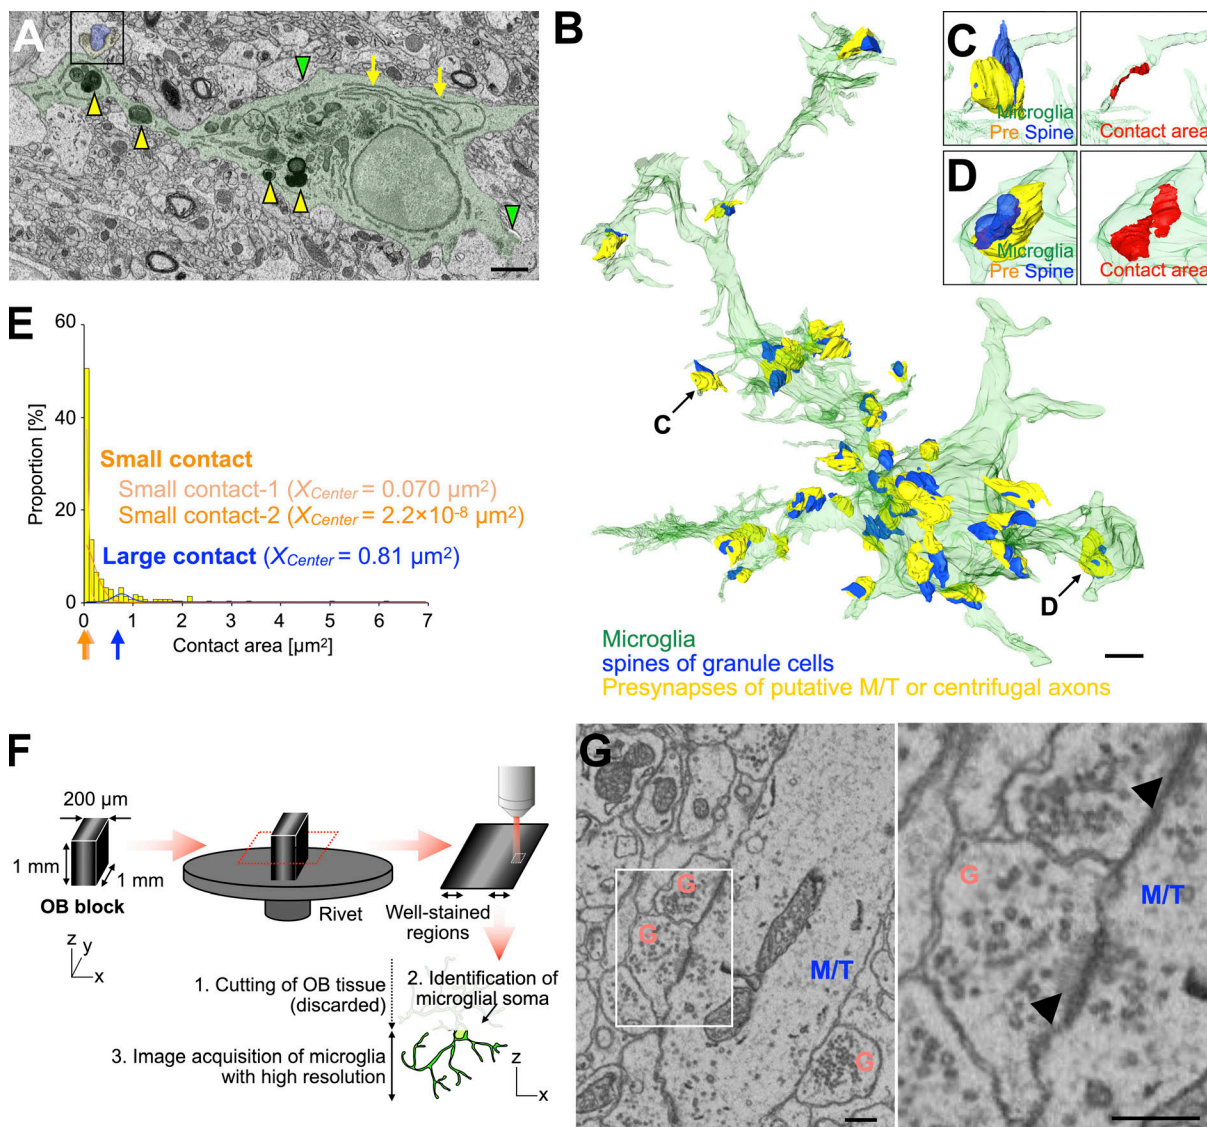 A
B
C
Microglia
Pre Spine
Contact area
D
Microglia
Pre Spine
Contact area
C
D
Microglia
spines of granule cells
Presynapses of putative M/T or centrifugal axons
E
Proportion [%]
60
40
20
0
Small contact
Small contact-1 (XCenter = 0.070 µm²)
Small contact-2 (XCenter = 2.2×10⁻⁸ µm²)
Large contact (XCenter = 0.81 µm²)
0 1 2 3 4 5 6 7
Contact area [µm²]
F
200 µm
1 mm
1 mm
OB block
z
y
x
Rivet
Well-stained
regions
1. Cutting of OB tissue
(discarded)
2. Identification of
microglial soma
3. Image acquisition of microglia
with high resolution
z
x
G
G
G
M/T
G
G
M/T